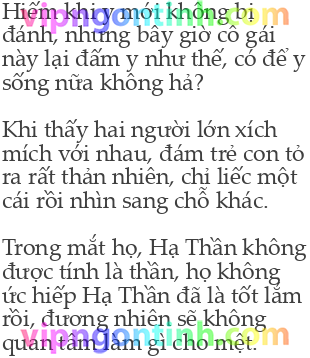 Hiếm khi y mới không bị
đánh, nhưng bây giờ cô gái
này lại đấm y như thế, có để y
sống nữa không hả?
Khi thấy hai người lớn xích
mích với nhau, đám trẻ con tỏ
ra rất thản nhiên, chỉ liếc một
cái rồi nhìn sang chỗ khác.
Trong mắt họ, Hạ Thần không
được tính là thần, họ không
ức hiếp Hạ Thần đã là tốt lắm
rồi, đương nhiên sẽ không
quan tâm làm gì cho mệt.
vipngontinh.com
vipngontinh.com